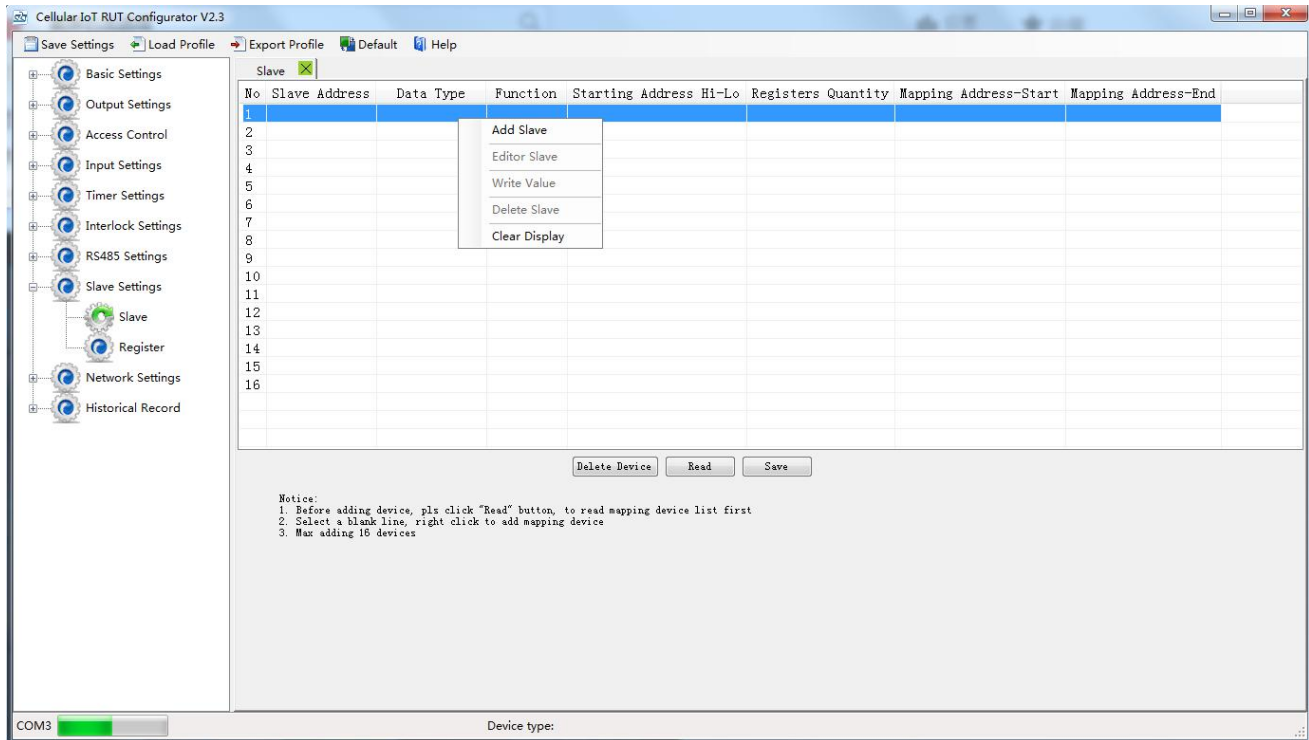 Cellular IoT RUT Configurator V2.3
Save Settings Load Profile Export Profile Default Help
Basic Settings
Output Settings
Access Control
Input Settings
Timer Settings
Interlock Settings
RS485 Settings
Slave Settings
Slave
Register
Network Settings
Historical Record
Slave
No Slave Address Data Type Function Starting Address Hi-Lo Registers Quantity Mapping Address-Start Mapping Address-End
1
2
3
4
5
6
7
8
9
10
11
12
13
14
15
16
Add Slave
Editor Slave
Write Value
Delete Slave
Clear Display
Delete Device Read Save
Notice:
1. Before adding device, pls click "Read" button, to read mapping device list first
2. Select a blank line, right click to add mapping device
3. Max adding 16 devices
COM3 Device type: